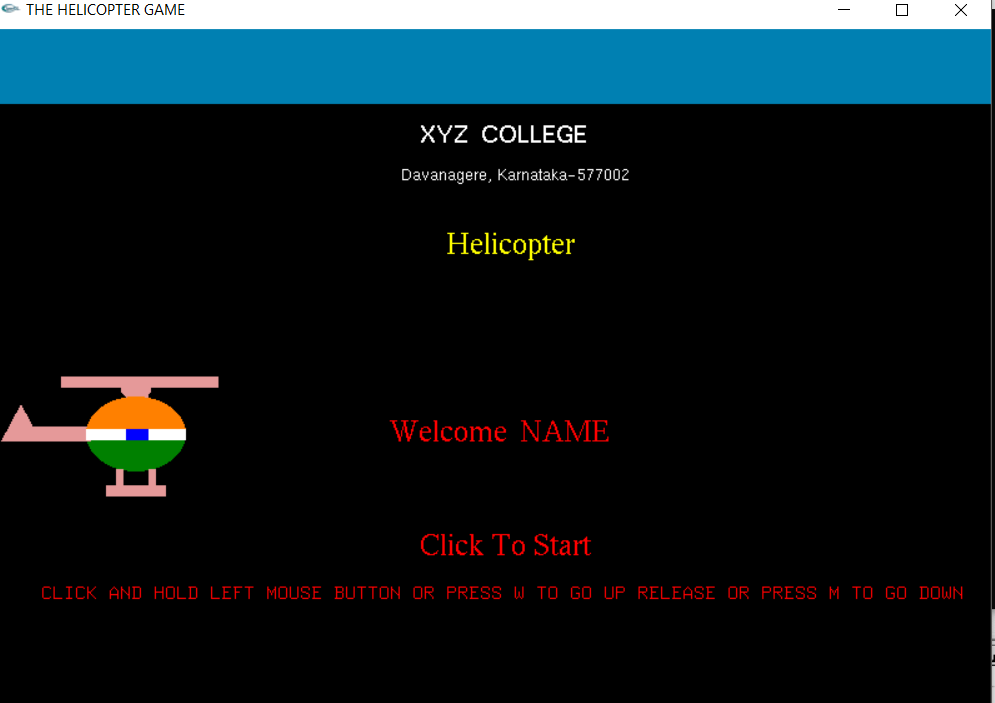 THE HELICOPTER GAME
XYZ COLLEGE
Davanagere, Karnataka-577002
Helicopter
Welcome NAME
Click To Start
CLICK AND HOLD LEFT MOUSE BUTTON OR PRESS W TO GO UP RELEASE OR PRESS M TO GO DOWN